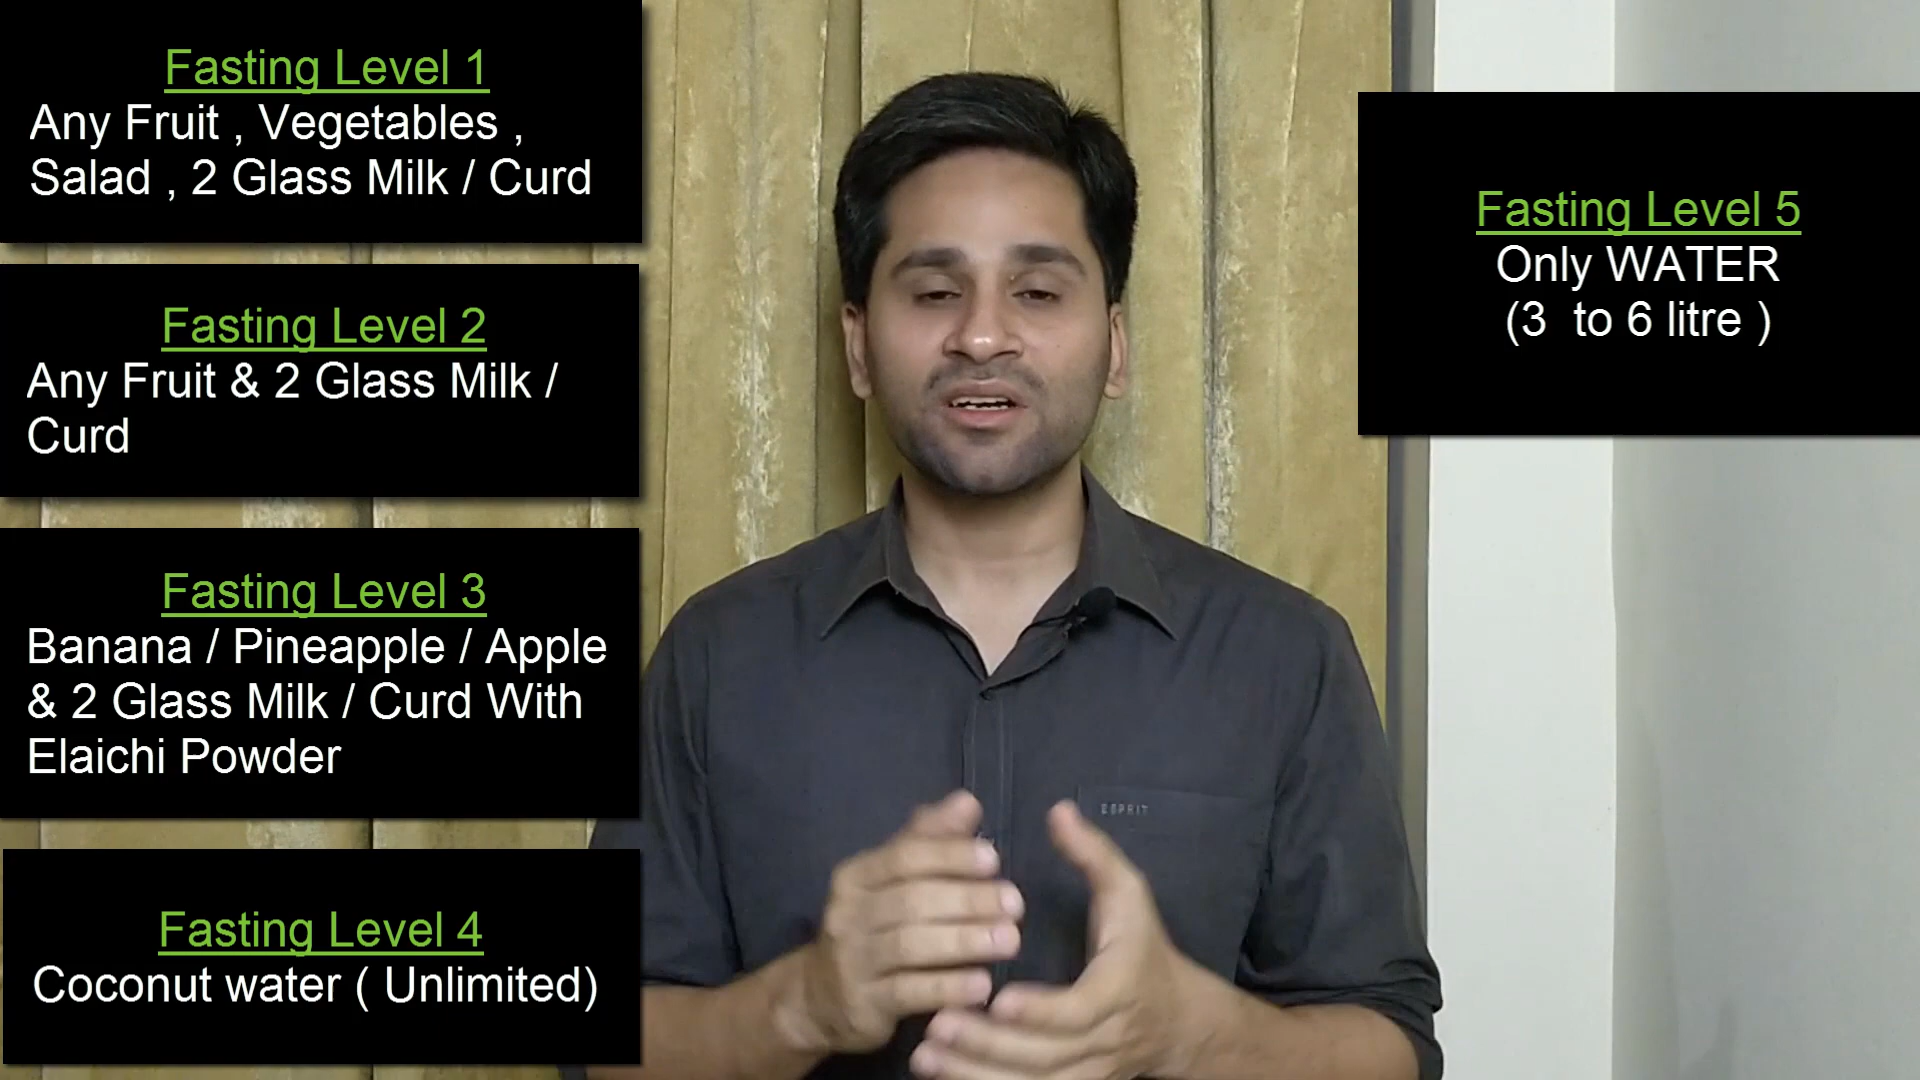 Fasting Level 1
Any Fruit , Vegetables ,
Salad , 2 Glass Milk / Curd
Fasting Level 2
Any Fruit & 2 Glass Milk /
Curd
Fasting Level 3
Banana / Pineapple / Apple
& 2 Glass Milk / Curd With
Elaichi Powder
Fasting Level 4
Coconut water ( Unlimited)
Fasting Level 5
Only WATER
(3 to 6 litre )
ESPRIT